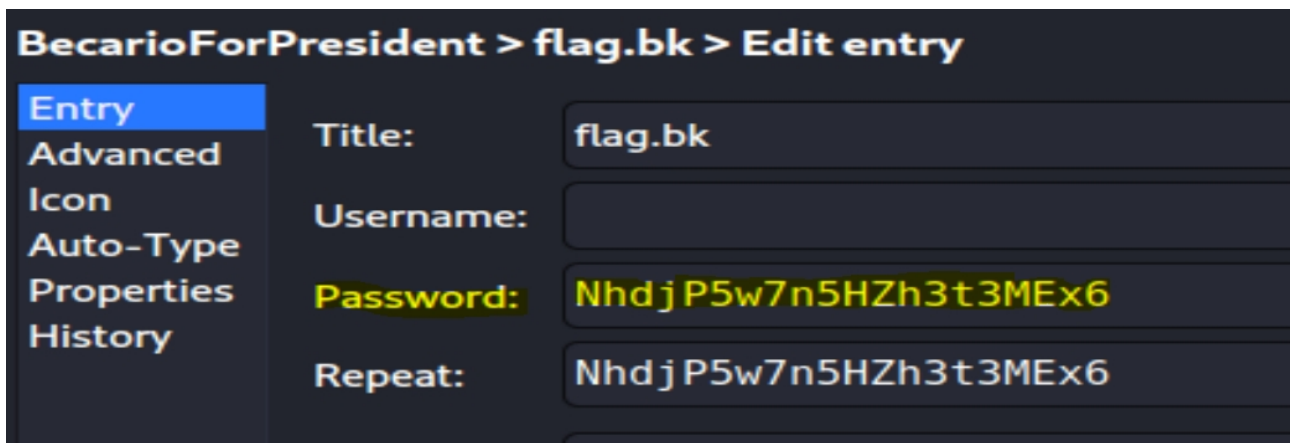 BecarioForPresident > flag.bk > Edit entry
Entry
Advanced
Icon
Auto-Type
Properties
History
Title: flag.bk
Username:
Password: NhdjP5w7n5HZh3t3MEx6
Repeat: NhdjP5w7n5HZh3t3MEx6